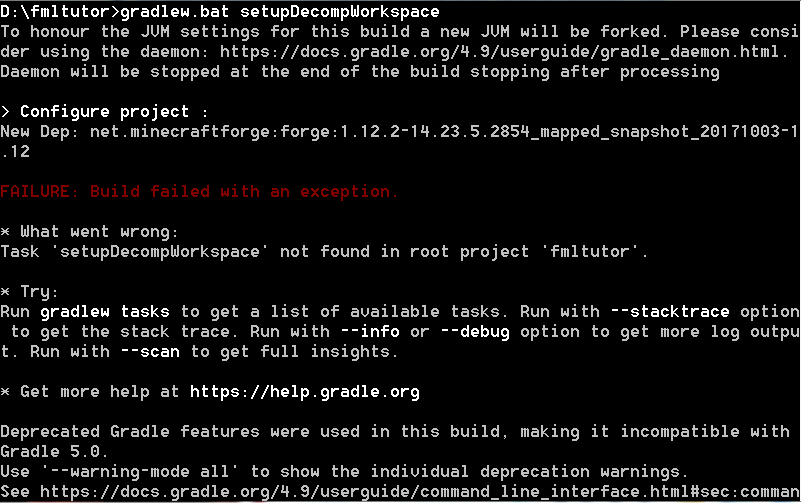 D:\fmltutor>gradlew.bat setupDecompWorkspace
To honour the JVM settings for this build a new JVM will be forked. Please consi
der using the daemon: https://docs.gradle.org/4.9/userguide/gradle_daemon.html.
Daemon will be stopped at the end of the build stopping after processing
> Configure project :
New Dep: net.minecraftforge:forge:1.12.2-14.23.5.2854_mapped_snapshot_20171003-1
.12
FAILURE: Build failed with an exception.
* What went wrong:
Task 'setupDecompWorkspace' not found in root project 'fmltutor'.
* Try:
Run gradlew tasks to get a list of available tasks. Run with --stacktrace option
 to get the stack trace. Run with --info or --debug option to get more log outpu
t. Run with --scan to get full insights.
* Get more help at https://help.gradle.org
Deprecated Gradle features were used in this build, making it incompatible with
Gradle 5.0.
Use '--warning-mode all' to show the individual deprecation warnings.
See https://docs.gradle.org/4.9/userguide/command_line_interface.html#sec:comman